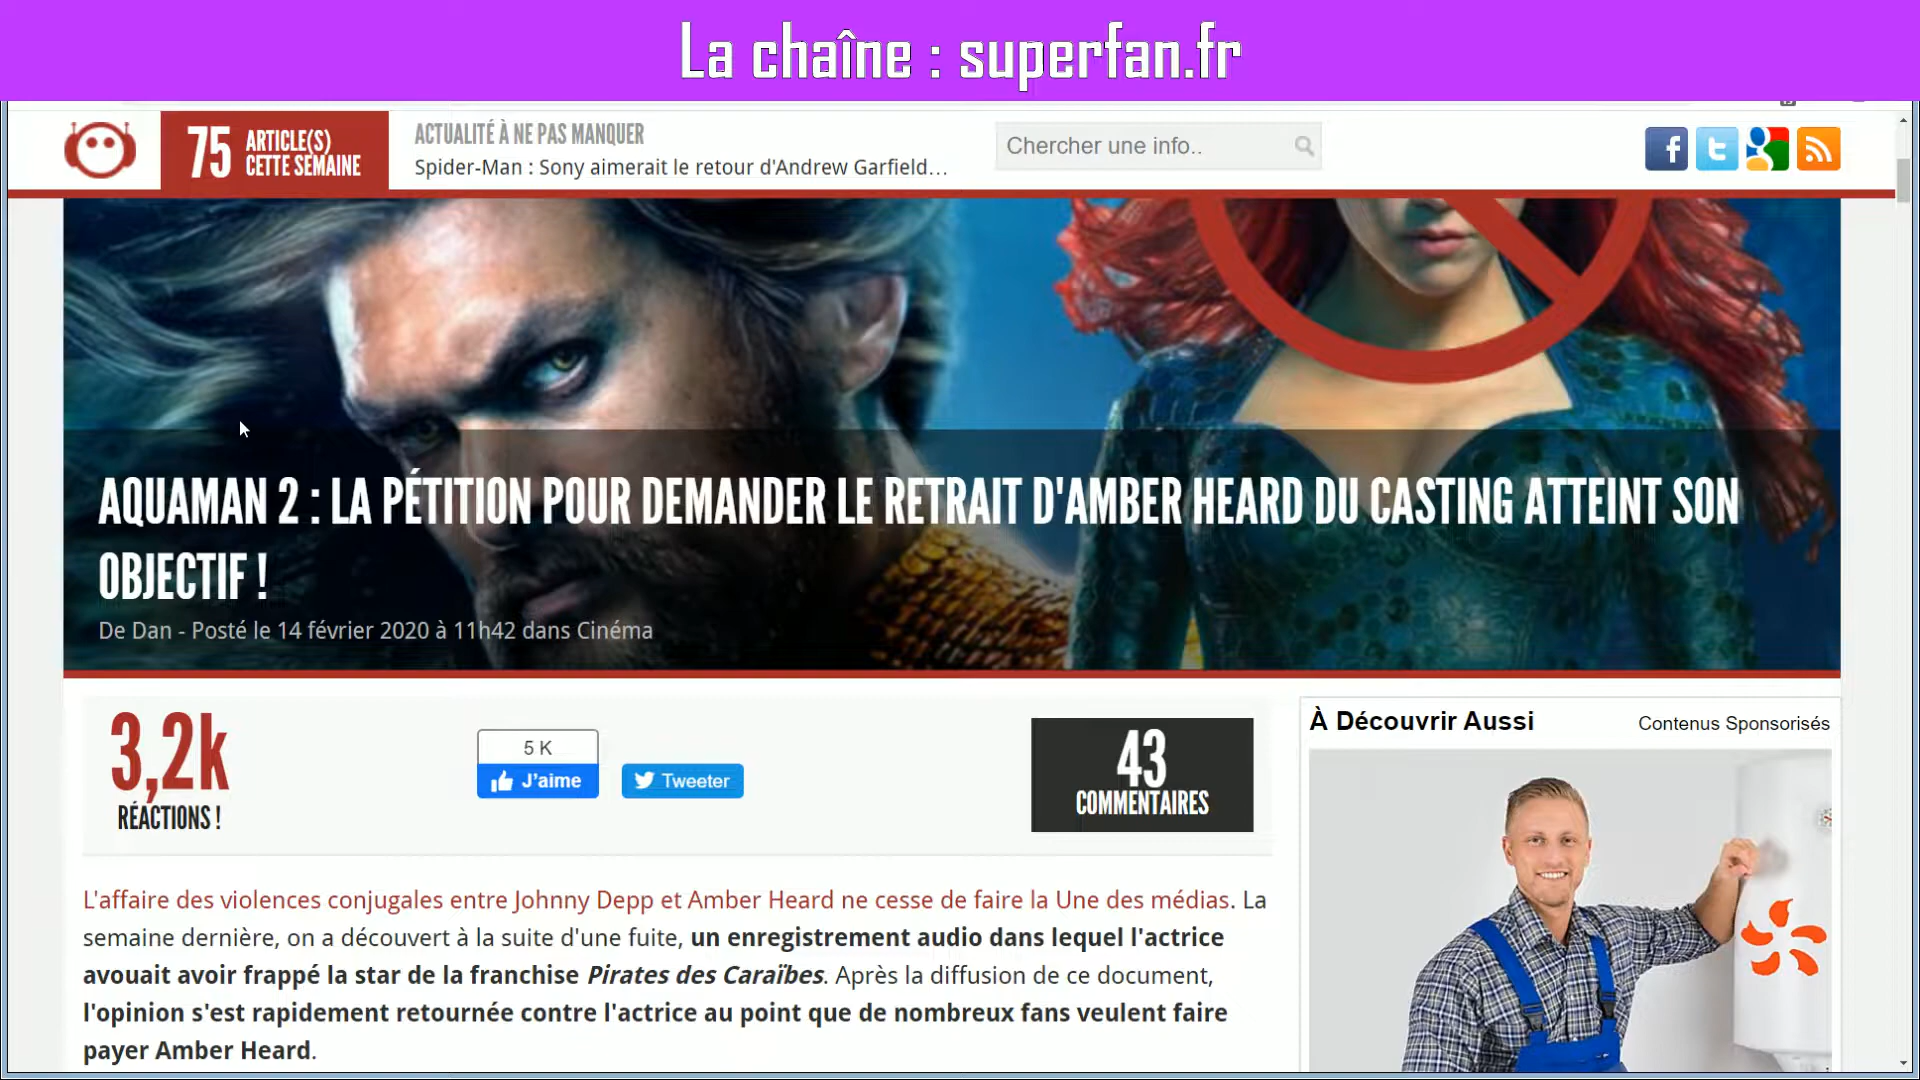 La chaîne : superfan.fr
75 ARTICLE(S)
CETTE SEMAINE
ACTUALITÉ À NE PAS MANQUER
Spider-Man : Sony aimerait le retour d'Andrew Garfield…
Chercher une info..
AQUAMAN 2 : LA PÉTITION POUR DEMANDER LE RETRAIT D'AMBER HEARD DU CASTING ATTEINT SON
OBJECTIF !
De Dan - Posté le 14 février 2020 à 11h42 dans Cinéma
3,2k
RÉACTIONS !
5 K
J'aime
Tweeter
43
COMMENTAIRES
À Découvrir Aussi
Contenus Sponsorisés
L'affaire des violences conjugales entre Johnny Depp et Amber Heard ne cesse de faire la Une des médias. La
semaine dernière, on a découvert à la suite d'une fuite, un enregistrement audio dans lequel l'actrice
avouait avoir frappé la star de la franchise Pirates des Caraïbes. Après la diffusion de ce document,
l'opinion s'est rapidement retournée contre l'actrice au point que de nombreux fans veulent faire
payer Amber Heard.